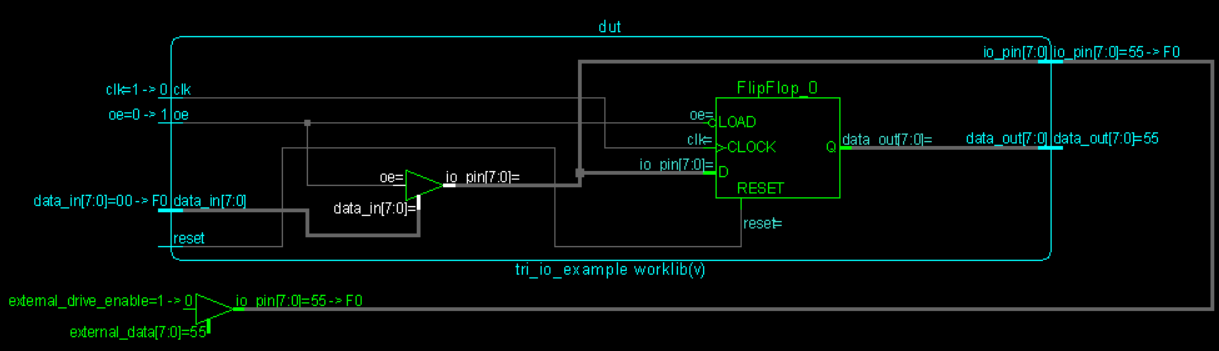 dut
io_pin[7:0] io_pin[7:0]=55 -> F0
clk=1 -> 0 clk
FlipFlop_0
oe=0 -> 1 oe
oe= LOAD
clk= CLOCK Q data_out[7:0]= data_out[7:0] data_out[7:0]=55
io_pin[7:0]= D
oe= io_pin[7:0]=
RESET
data_in[7:0]=00 -> F0 data_in[7:0]
data_in[7:0]=
reset=
reset
tri_io_example worklib(v)
external_drive_enable=1 -> 0 io_pin[7:0]=55 -> F0
external_data[7:0]=55